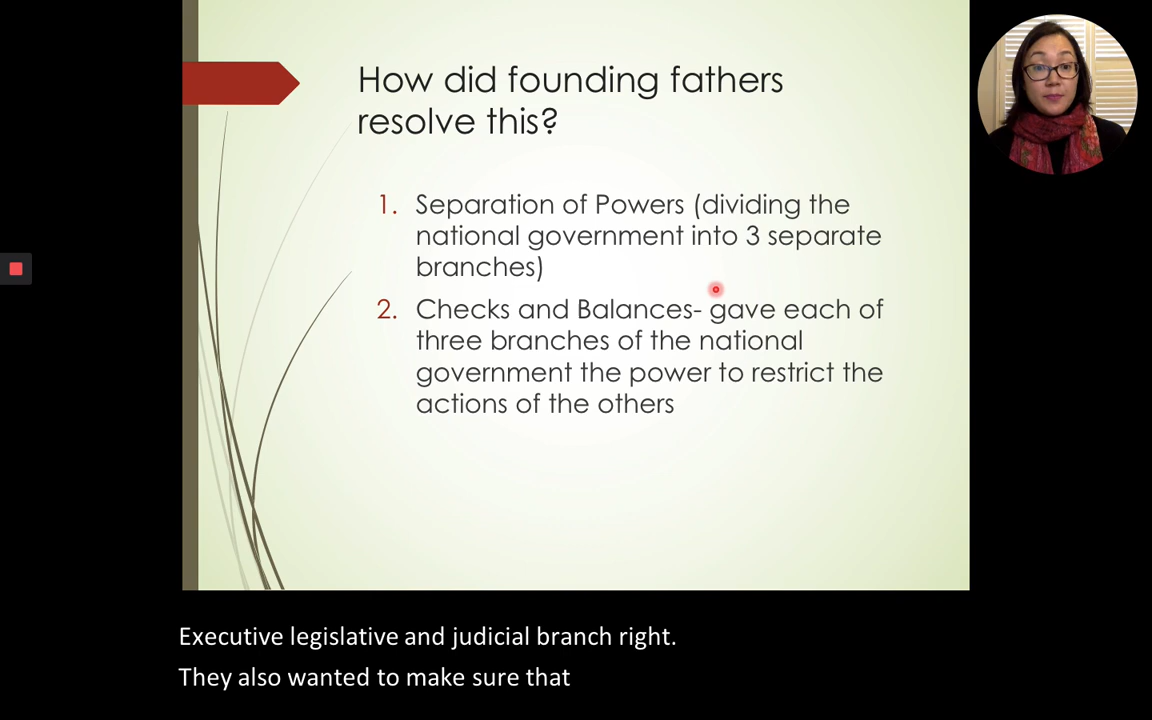 How did founding fathers
resolve this?
1. Separation of Powers (dividing the
national government into 3 separate
branches)
2. Checks and Balances- gave each of
three branches of the national
government the power to restrict the
actions of the others
Executive legislative and judicial branch right.
They also wanted to make sure that